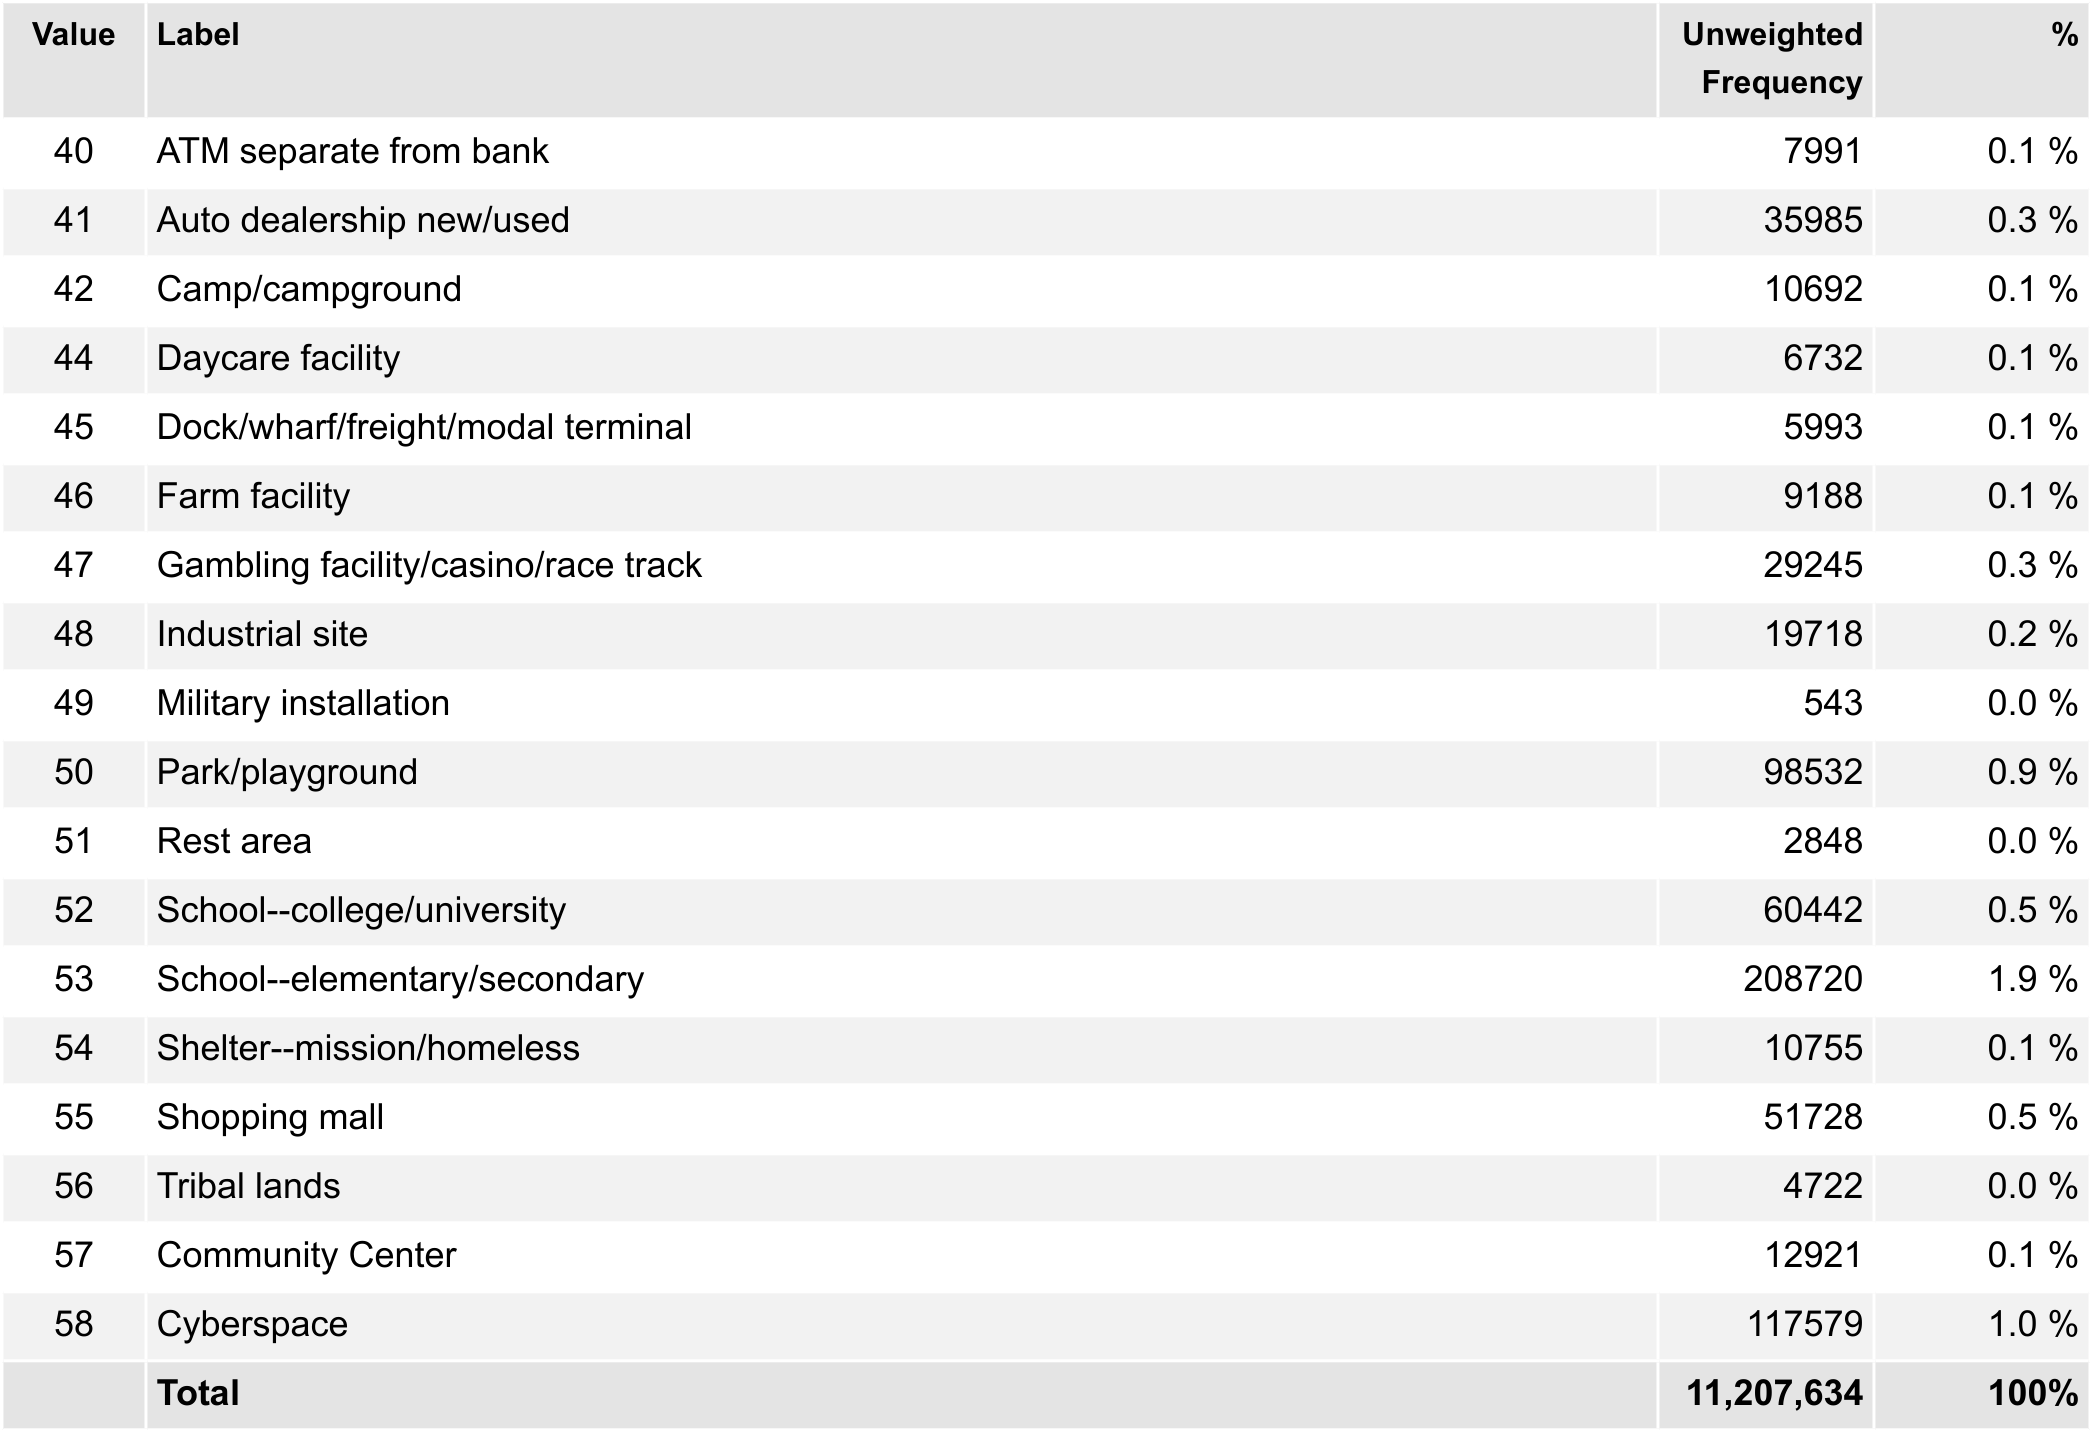 Value Label Unweighted Frequency %
40 ATM separate from bank 7991 0.1 %
41 Auto dealership new/used 35985 0.3 %
42 Camp/campground 10692 0.1 %
44 Daycare facility 6732 0.1 %
45 Dock/wharf/freight/modal terminal 5993 0.1 %
46 Farm facility 9188 0.1 %
47 Gambling facility/casino/race track 29245 0.3 %
48 Industrial site 19718 0.2 %
49 Military installation 543 0.0 %
50 Park/playground 98532 0.9 %
51 Rest area 2848 0.0 %
52 School--college/university 60442 0.5 %
53 School--elementary/secondary 208720 1.9 %
54 Shelter--mission/homeless 10755 0.1 %
55 Shopping mall 51728 0.5 %
56 Tribal lands 4722 0.0 %
57 Community Center 12921 0.1 %
58 Cyberspace 117579 1.0 %
Total 11,207,634 100%